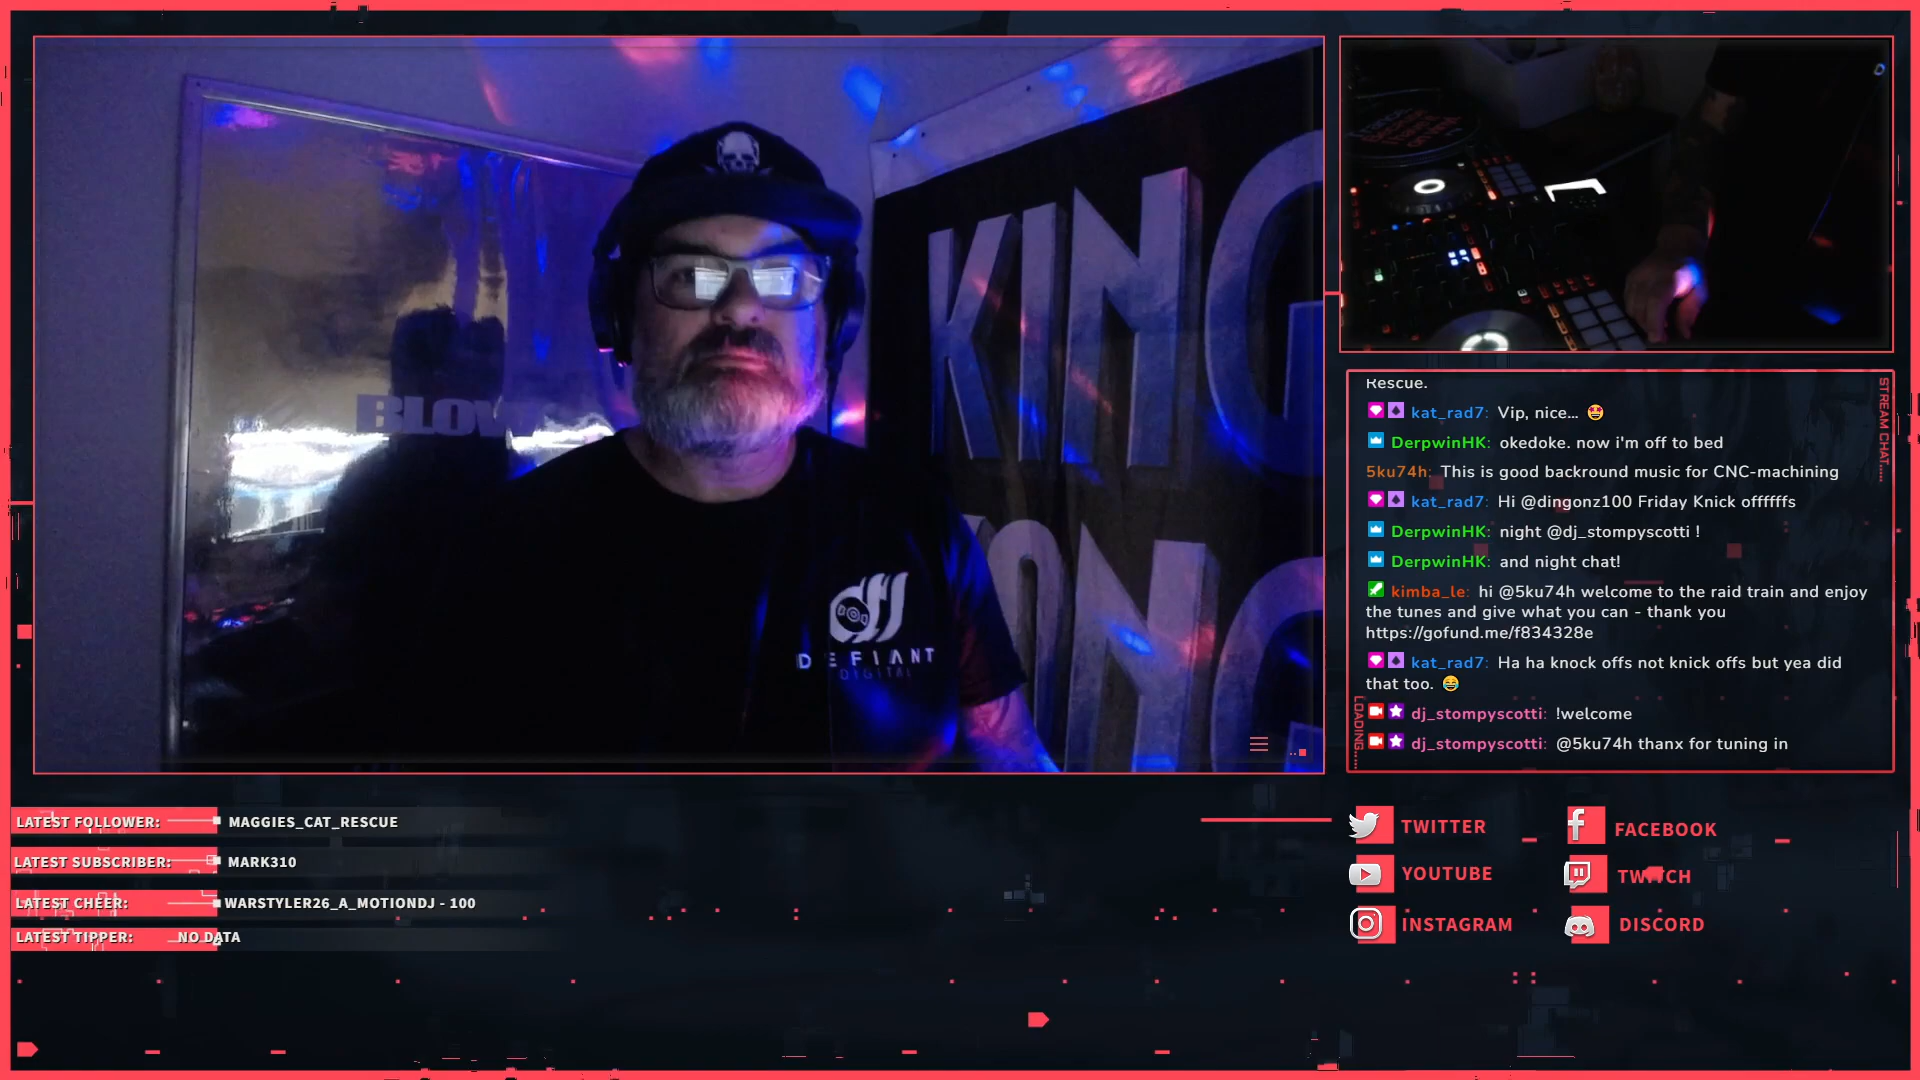 KING
KONG
BLOW
DEFIANT
DIGITAL
STREAM CHAT.....
LOADING.....
Rescue.
kat_rad7: Vip, nice... 🤩
DerpwinHK: okedoke. now i'm off to bed
5ku74h: This is good backround music for CNC-machining
kat_rad7: Hi @dingonz100 Friday Knick offffffs
DerpwinHK: night @dj_stompyscotti !
DerpwinHK: and night chat!
kimba_le: hi @5ku74h welcome to the raid train and enjoy
the tunes and give what you can - thank you
https://gofund.me/f834328e
kat_rad7: Ha ha knock offs not knick offs but yea did
that too. 😂
dj_stompyscotti: !welcome
dj_stompyscotti: @5ku74h thanx for tuning in
LATEST FOLLOWER: MAGGIES_CAT_RESCUE
LATEST SUBSCRIBER: MARK310
LATEST CHEER: WARSTYLER26_A_MOTIONDJ - 100
LATEST TIPPER: NO DATA
TWITTER
FACEBOOK
YOUTUBE
TWITCH
INSTAGRAM
DISCORD